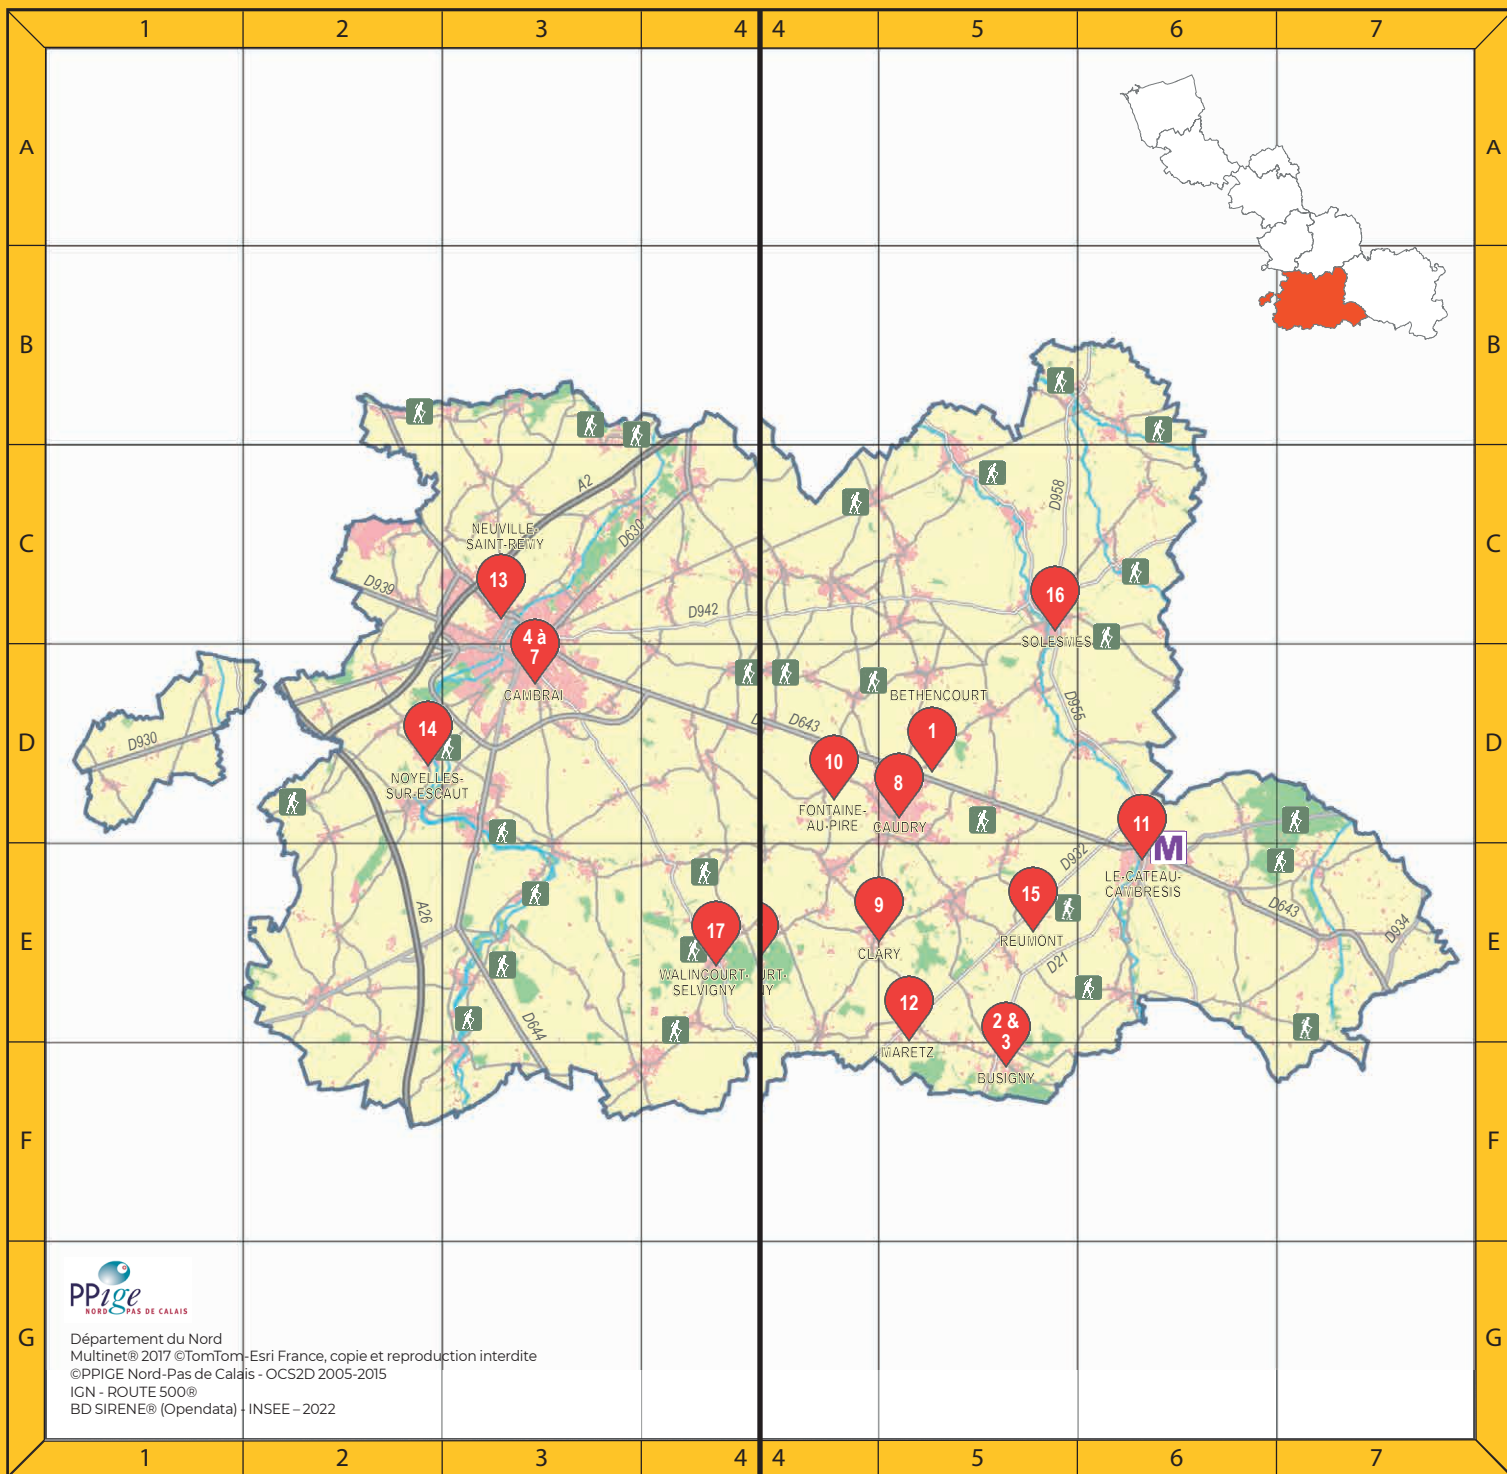 1 2 3 4 4 5 6 7
A A
B B
A2
D958
NEUVILLE-
SAINT-REMY
D630
C C
13
D939
16
D942
4 à
7
SOLESMES
CAMBRAI
BETHENCOURT
D956
D D
D930
14
D
D643
1
10
8
NOYELLES-
SUR-ESCAUT
FONTAINE-
AU-PIRE
CAUDRY
11
M
D932
LE-CATEAU-
CAMBRESIS
15
9
A26
D643
D934
17
E E
REUMONT
CLARY
D21
WALINCOURT-
SELVIGNY
URT-
NY
12
2 &
3
D644
MARETZ
BUSIGNY
F F
PPige
NORD PAS DE CALAIS
G G
Département du Nord
Multinet® 2017 ©TomTom-Esri France, copie et reproduction interdite
©PPIGE Nord-Pas de Calais - OCS2D 2005-2015
IGN - ROUTE 500®
BD SIRENE® (Opendata) - INSEE – 2022
1 2 3 4 4 5 6 7